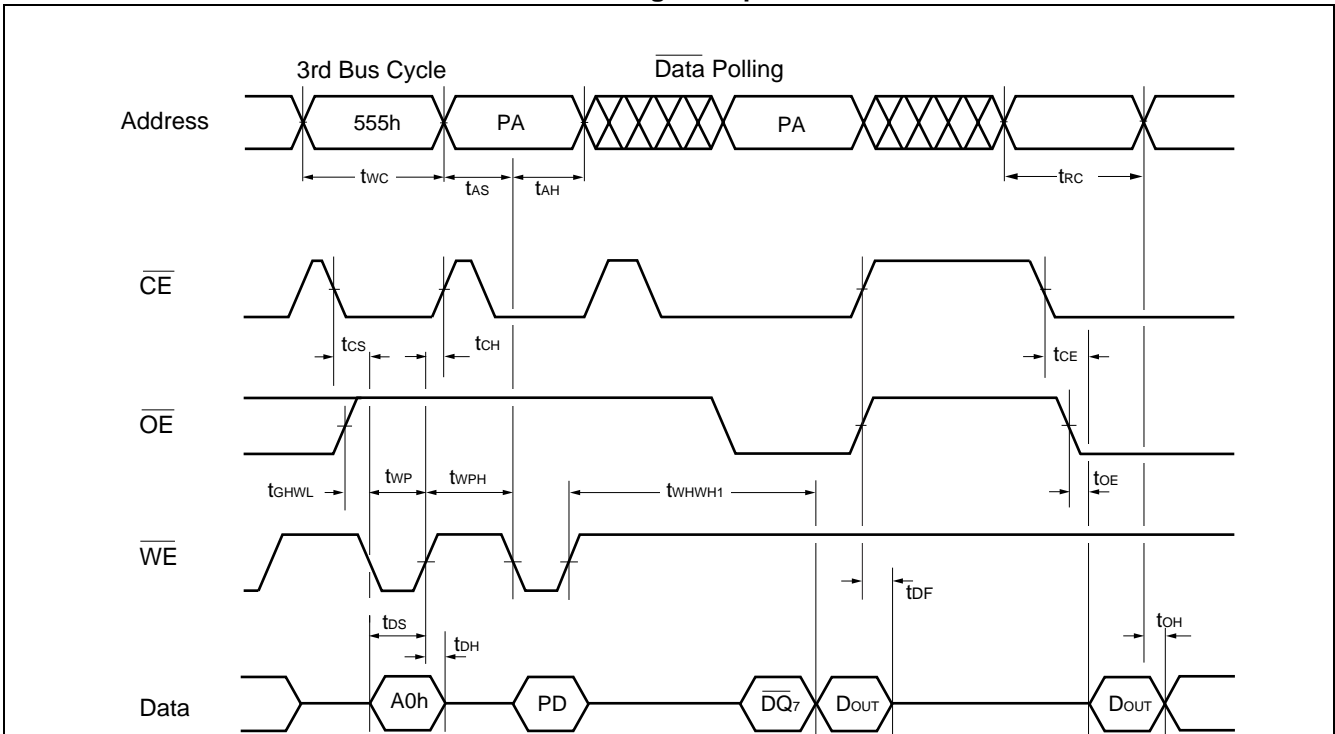 3rd Bus Cycle
Data Polling
Address
555h
PA
PA
tWC
tAS
tAH
tRC
CE
tCS
tCH
tCE
OE
tGHWL
tWP
tWPH
tWHWH1
tOE
WE
tDF
tDS
tDH
tOH
Data
A0h
PD
DQ7
DOUT
DOUT